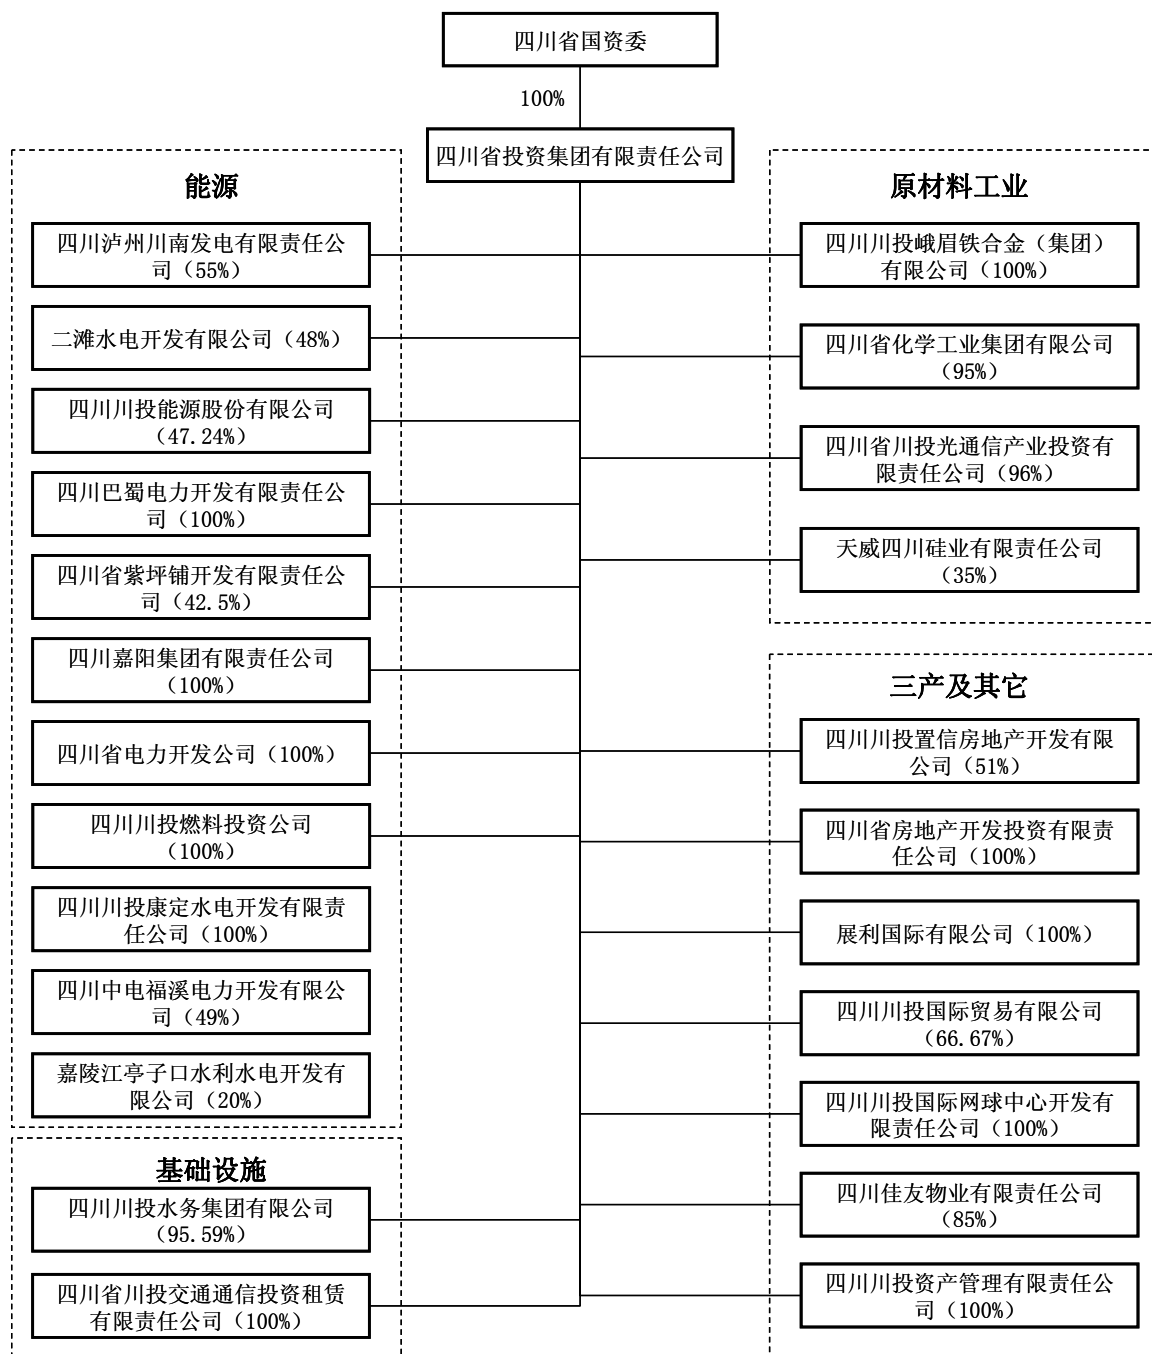 四川省国资委
100%
四川省投资集团有限责任公司
能源
四川泸州川南发电有限责任公
司（55%）
二滩水电开发有限公司（48%）
四川川投能源股份有限公司
（47.24%）
四川巴蜀电力开发有限责任公
司（100%）
四川省紫坪铺开发有限责任公
司（42.5%）
四川嘉阳集团有限责任公司
（100%）
四川省电力开发公司（100%）
四川川投燃料投资公司
（100%）
四川川投康定水电开发有限责
任公司（100%）
四川中电福溪电力开发有限公
司（49%）
嘉陵江亭子口水利水电开发有
限公司（20%）
基础设施
四川川投水务集团有限公司
（95.59%）
四川省川投交通通信投资租赁
有限责任公司（100%）
原材料工业
四川川投峨眉铁合金（集团）
有限公司（100%）
四川省化学工业集团有限公司
（95%）
四川省川投光通信产业投资有
限责任公司（96%）
天威四川硅业有限责任公司
（35%）
三产及其它
四川川投置信房地产开发有限
公司（51%）
四川省房地产开发投资有限责
任公司（100%）
展利国际有限公司（100%）
四川川投国际贸易有限公司
（66.67%）
四川川投国际网球中心开发有
限责任公司（100%）
四川佳友物业有限责任公司
（85%）
四川川投资产管理有限责任公
司（100%）